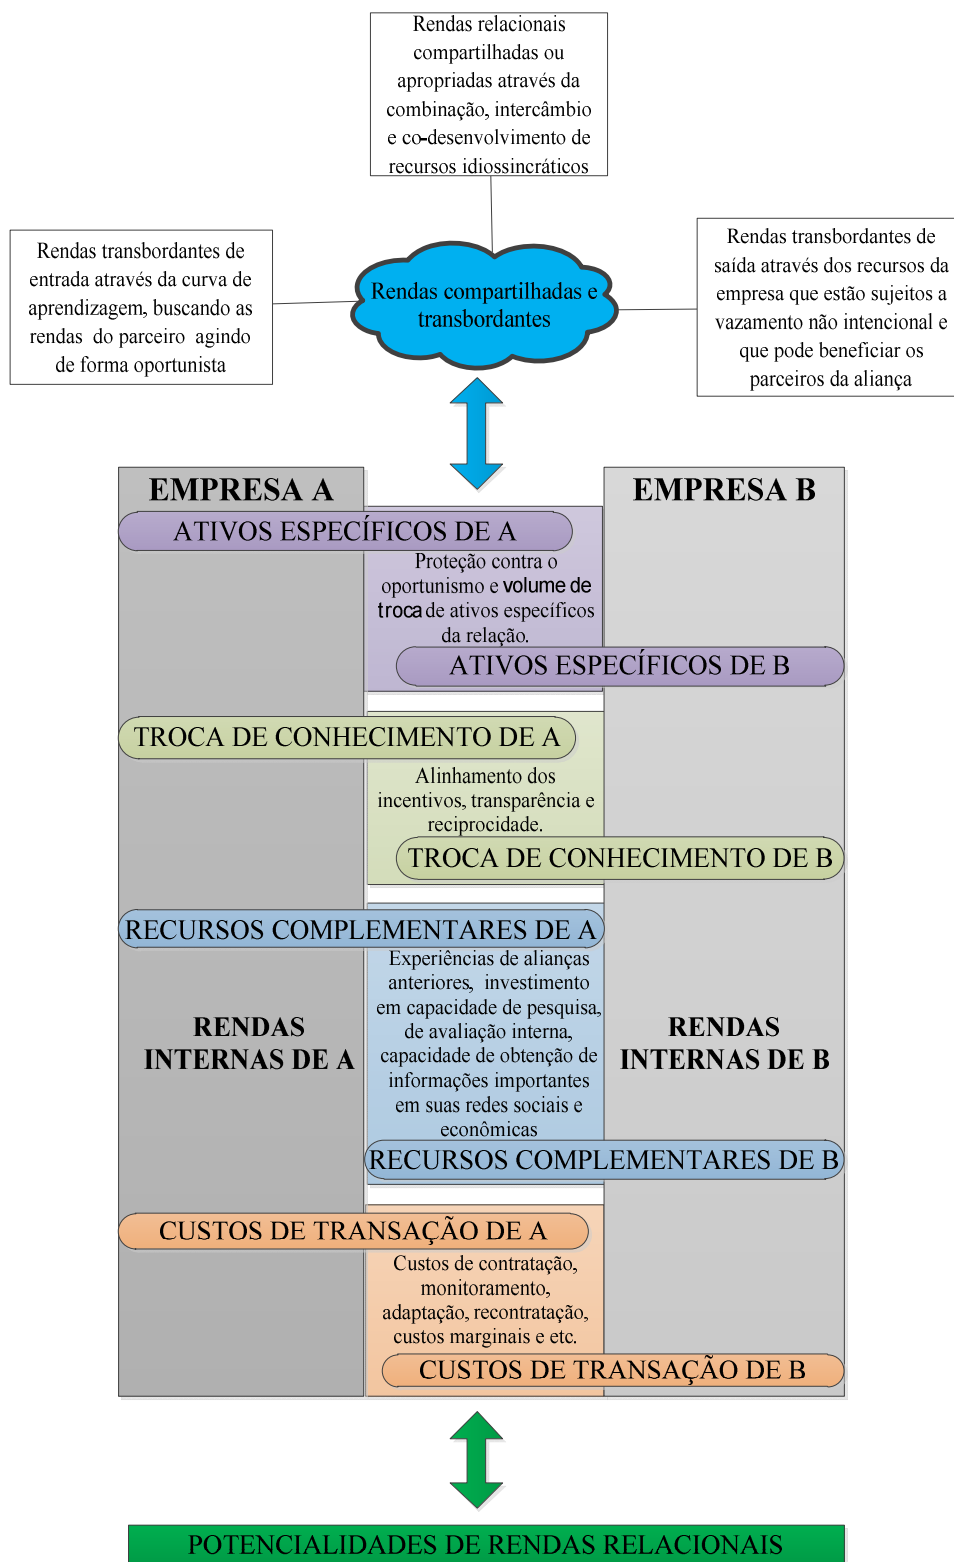 Rendas relacionais
compartilhadas ou
apropriadas através da
combinação, intercâmbio
e co-desenvolvimento de
recursos idiossincráticos
Rendas transbordantes de
entrada através da curva de
aprendizagem, buscando as
rendas do parceiro agindo
de forma oportunista
Rendas compartilhadas e
transbordantes
Rendas transbordantes de
saída através dos recursos da
empresa que estão sujeitos a
vazamento não intencional e
que pode beneficiar os
parceiros da aliança
EMPRESA A
EMPRESA B
ATIVOS ESPECÍFICOS DE A
Proteção contra o
oportunismo e volume de
troca de ativos específicos
da relação.
ATIVOS ESPECÍFICOS DE B
TROCA DE CONHECIMENTO DE A
Alinhamento dos
incentivos, transparência e
reciprocidade.
TROCA DE CONHECIMENTO DE B
RECURSOS COMPLEMENTARES DE A
Experiências de alianças
anteriores, investimento
em capacidade de pesquisa,
de avaliação interna,
capacidade de obtenção de
informações importantes
em suas redes sociais e
econômicas
RENDAS
INTERNAS DE A
RENDAS
INTERNAS DE B
RECURSOS COMPLEMENTARES DE B
CUSTOS DE TRANSAÇÃO DE A
Custos de contratação,
monitoramento,
adaptação, recontratação,
custos marginais e etc.
CUSTOS DE TRANSAÇÃO DE B
POTENCIALIDADES DE RENDAS RELACIONAIS